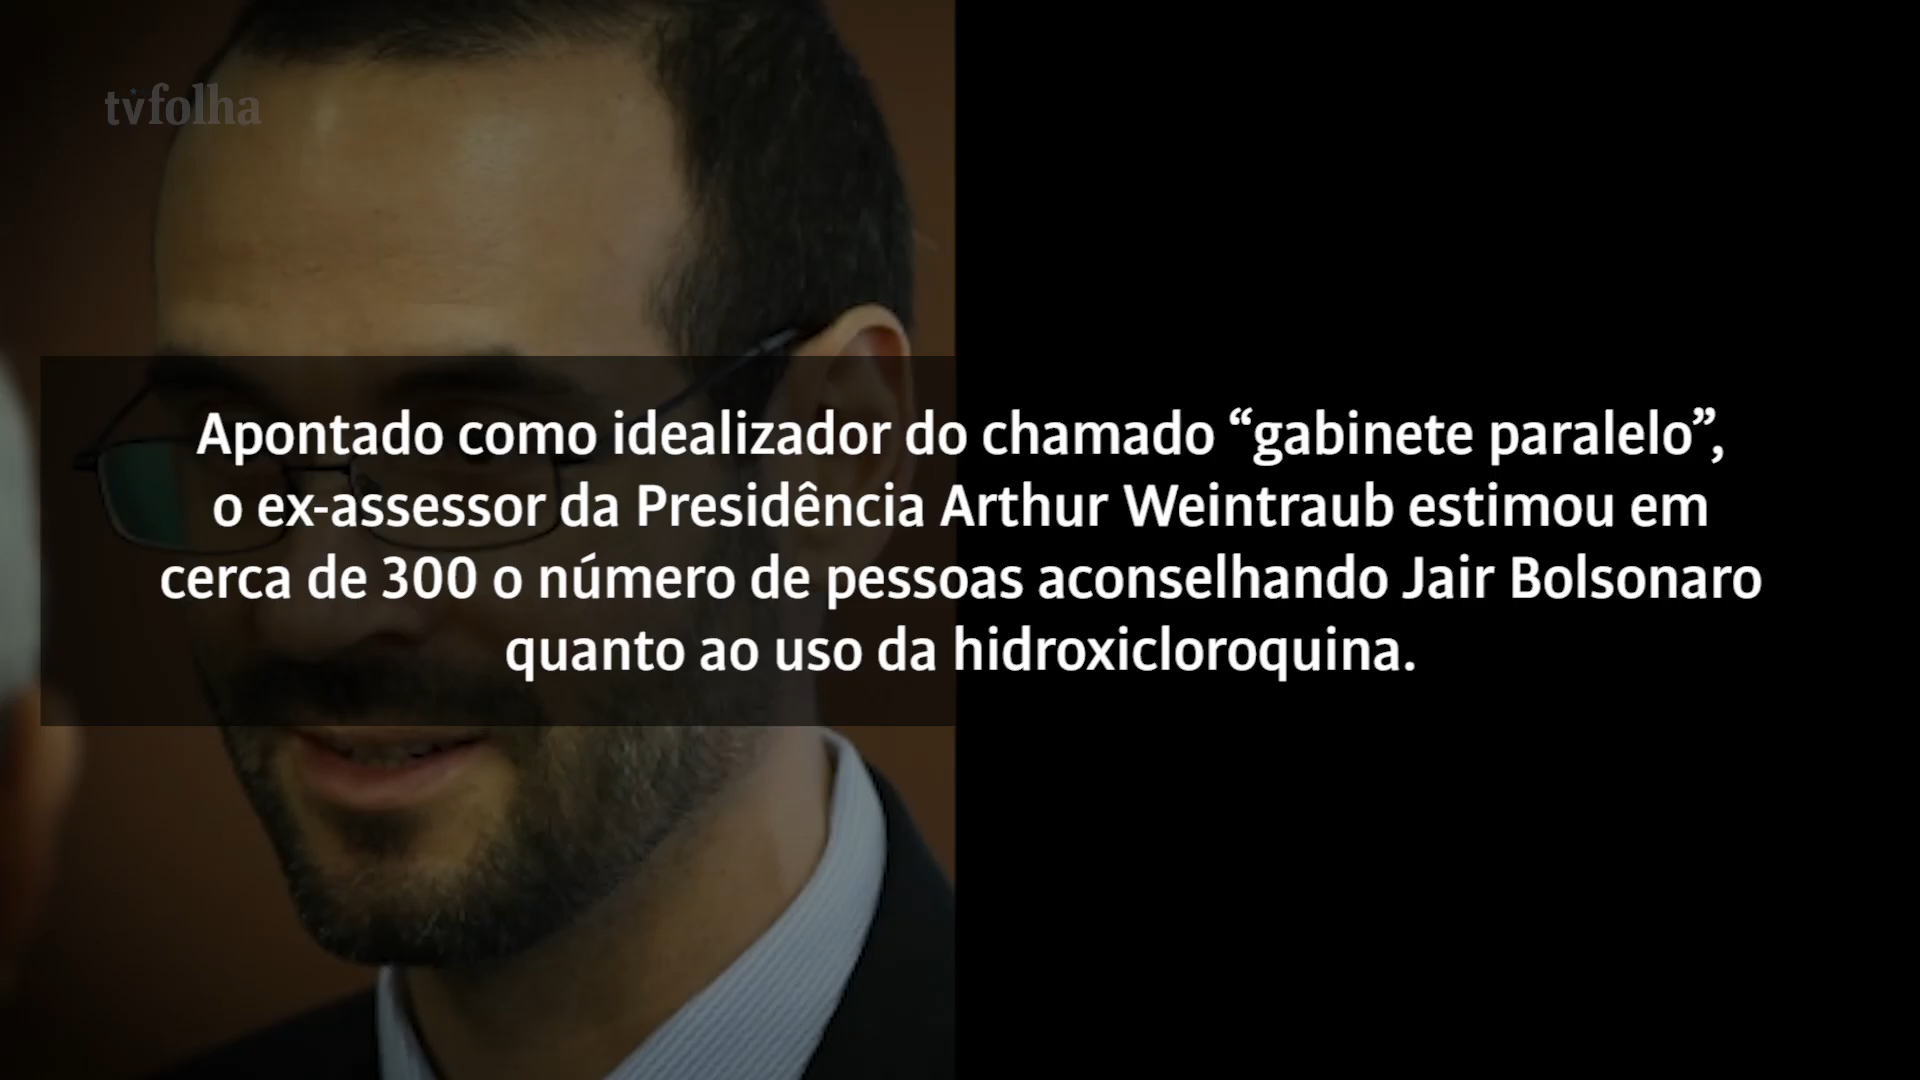 tvfolha
Apontado como idealizador do chamado “gabinete paralelo”,
o ex-assessor da Presidência Arthur Weintraub estimou em
cerca de 300 o número de pessoas aconselhando Jair Bolsonaro
quanto ao uso da hidroxicloroquina.